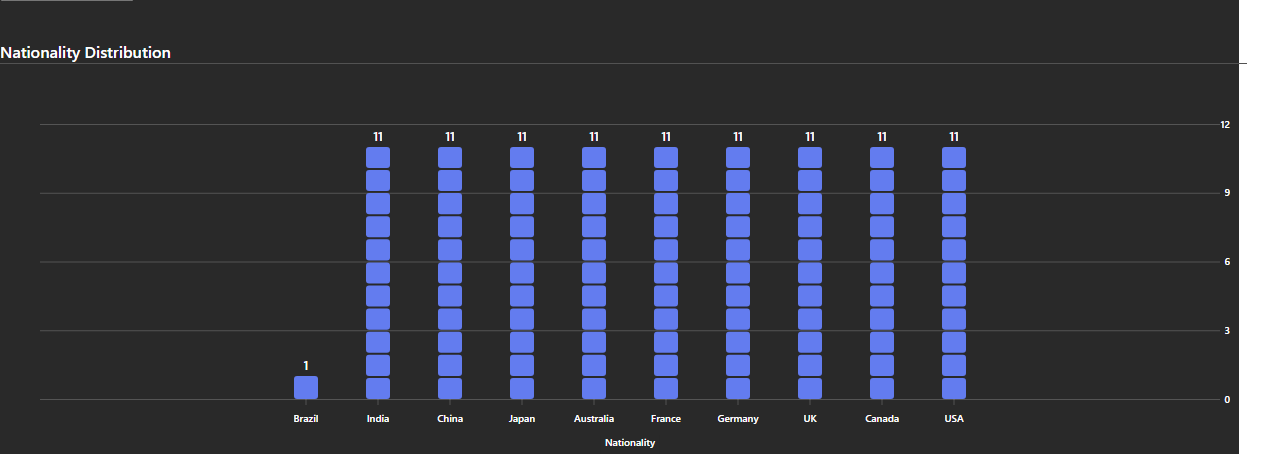 Nationality Distribution
12
11 11 11 11 11 11 11 11 11
9
6
3
1
0
Brazil India China Japan Australia France Germany UK Canada USA
Nationality